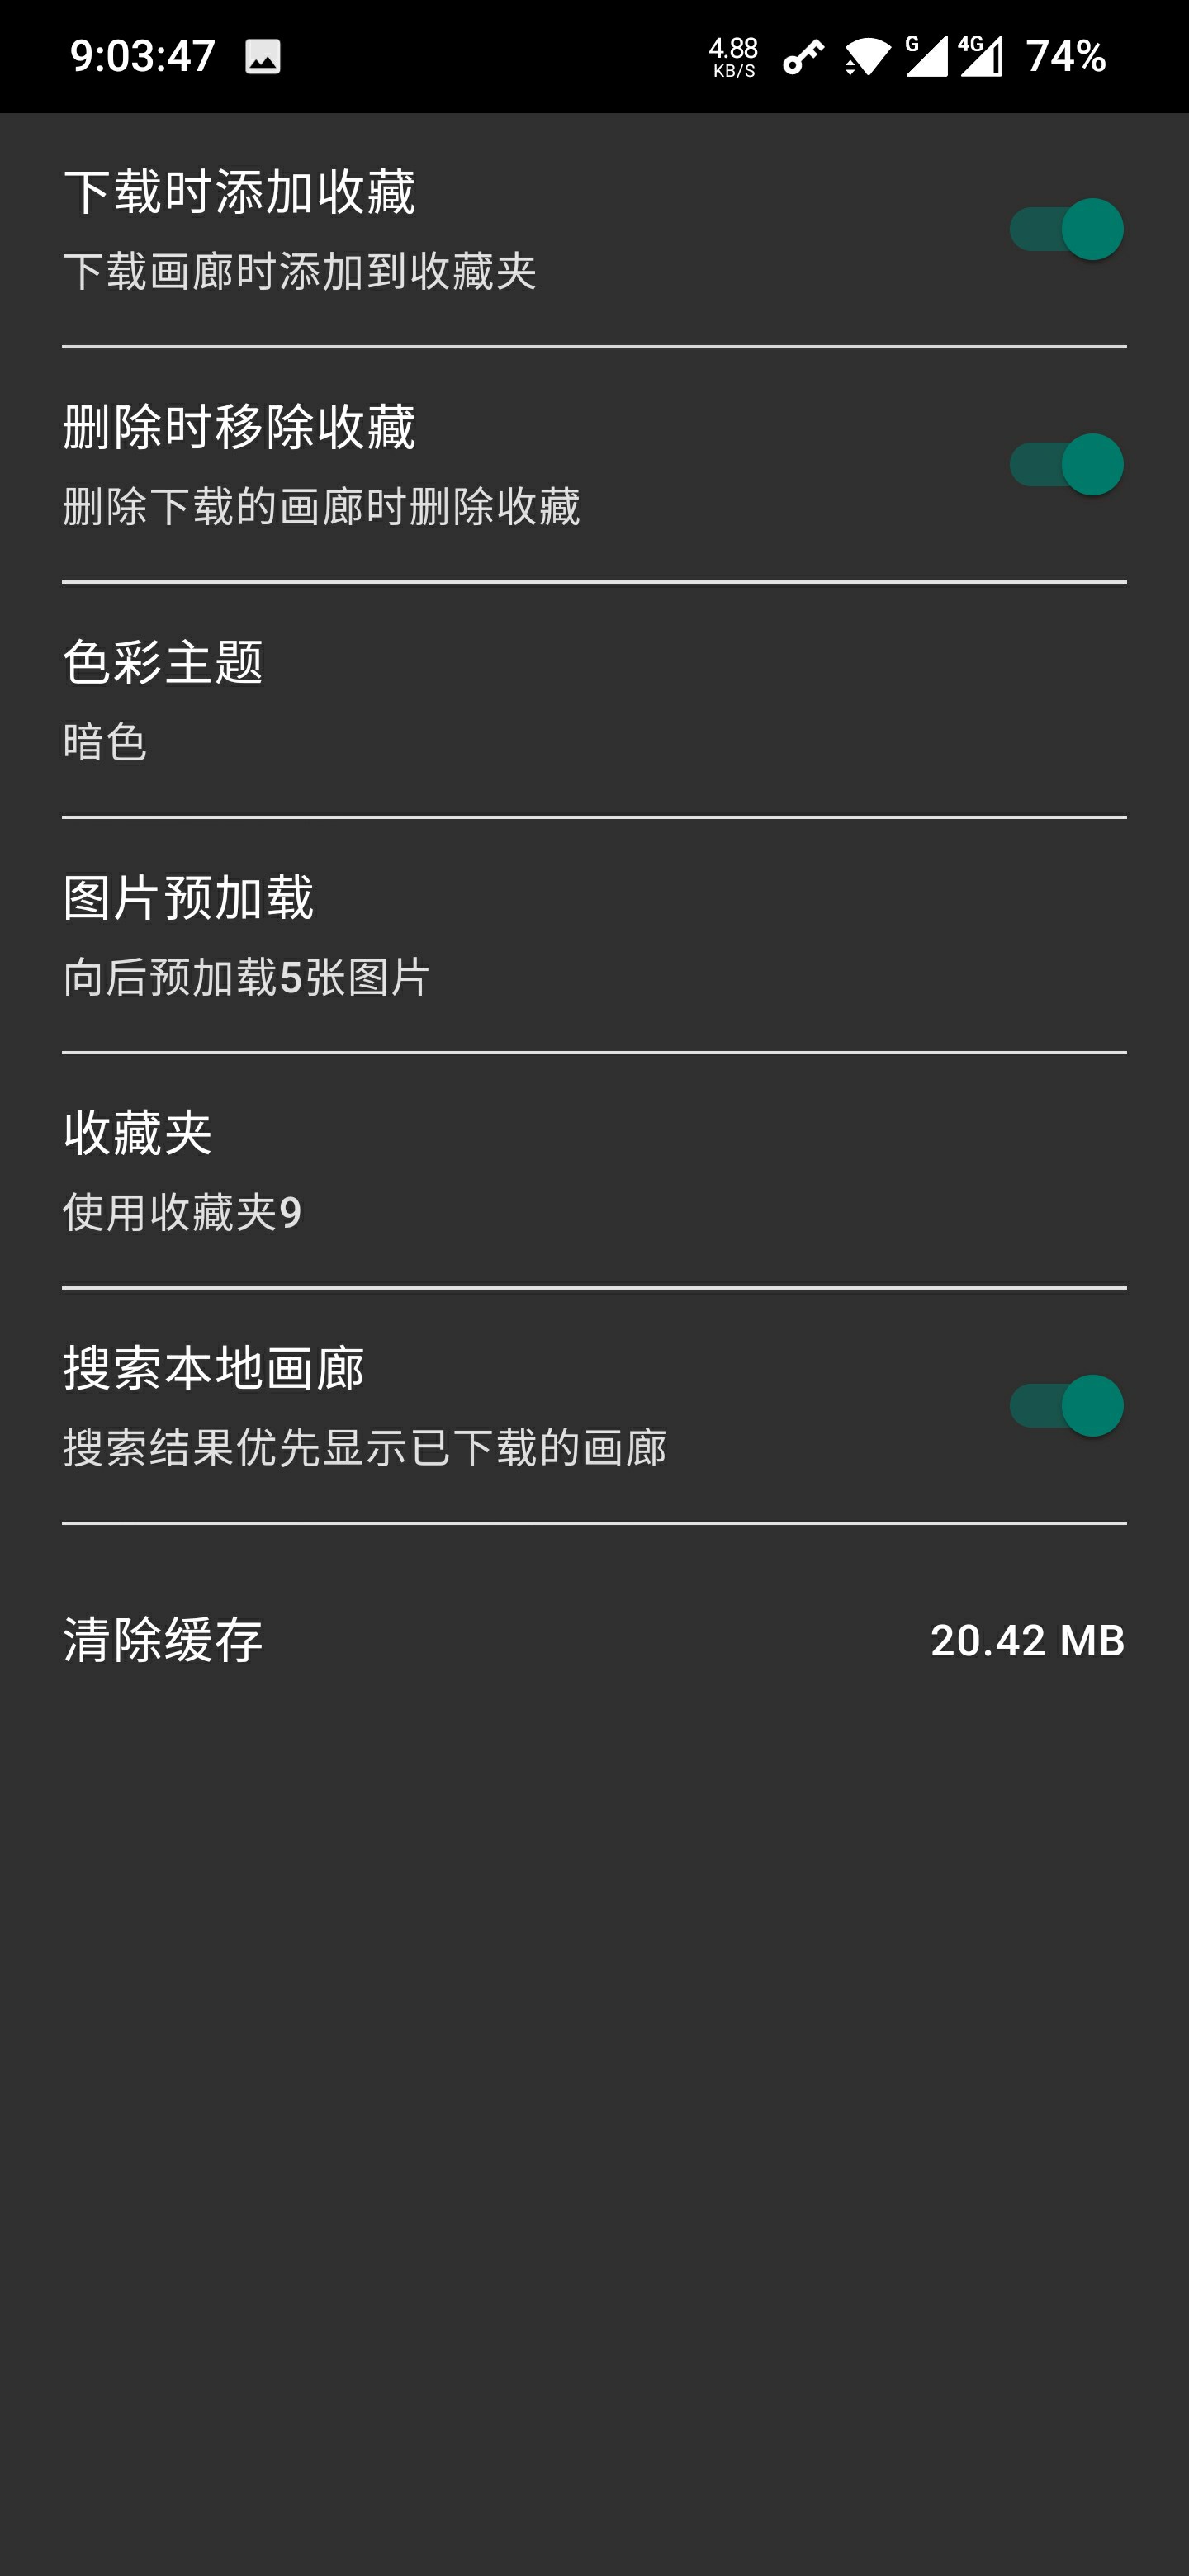 9:03:47 4.88 KB/S G 4G 74%
下载时添加收藏
下载画廊时添加到收藏夹
删除时移除收藏
删除下载的画廊时删除收藏
色彩主题
暗色
图片预加载
向后预加载5张图片
收藏夹
使用收藏夹9
搜索本地画廊
搜索结果优先显示已下载的画廊
清除缓存 20.42 MB